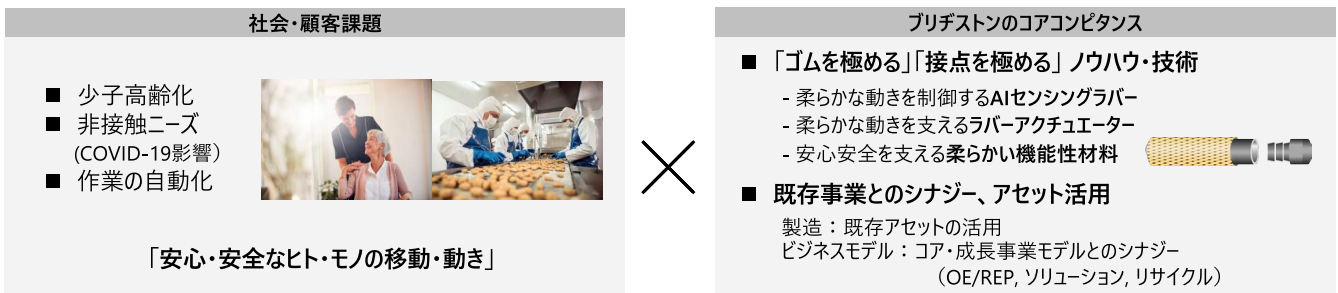 社会・顧客課題
■ 少子高齢化
■ 非接触ニーズ
(COVID-19影響）
■ 作業の自動化
「安心・安全なヒト・モノの移動・動き」
×
ブリヂストンのコアコンピタンス
■ 「ゴムを極める」「接点を極める」 ノウハウ・技術
- 柔らかな動きを制御するAIセンシングラバー
- 柔らかな動きを支えるラバーアクチュエーター
- 安心安全を支える柔らかい機能性材料
■ 既存事業とのシナジー、アセット活用
製造：既存アセットの活用
ビジネスモデル：コア・成長事業モデルとのシナジー
（OE/REP, ソリューション, リサイクル）